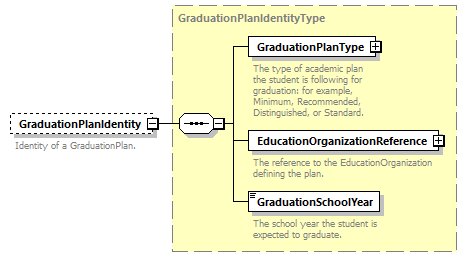 GraduationPlanIdentityType
GraduationPlanType
The type of academic plan
the student is following for
graduation: for example,
Minimum, Recommended,
Distinguished, or Standard.
GraduationPlanIdentity
Identity of a GraduationPlan.
EducationOrganizationReference
The reference to the EducationOrganization
defining the plan.
GraduationSchoolYear
The school year the student is
expected to graduate.